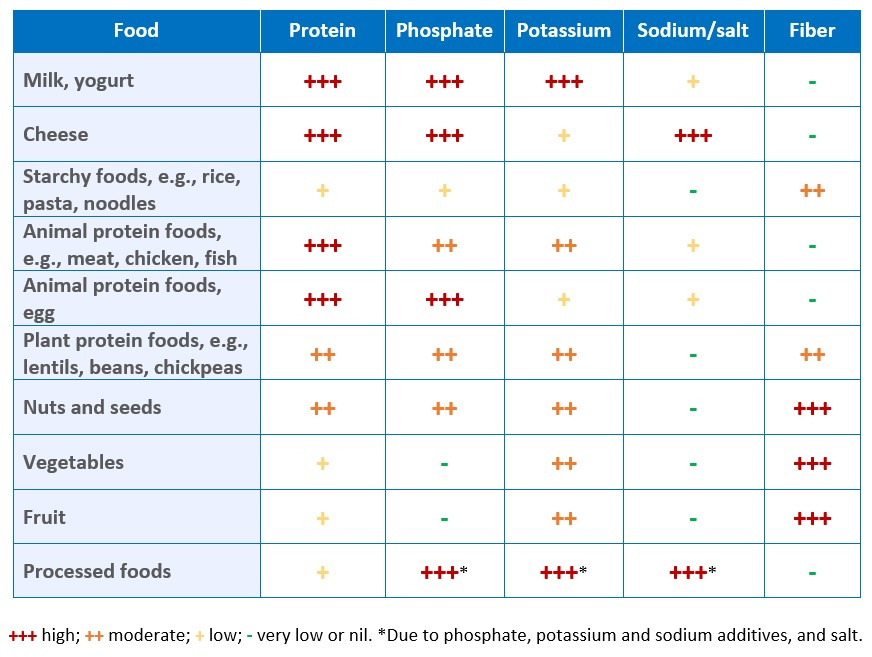 Food Protein Phosphate Potassium Sodium/salt Fiber
Milk, yogurt +++ +++ +++ + -
Cheese +++ +++ + +++ -
Starchy foods, e.g., rice,
pasta, noodles + + + - ++
Animal protein foods,
e.g., meat, chicken, fish +++ ++ ++ + -
Animal protein foods,
egg +++ +++ + + -
Plant protein foods, e.g.,
lentils, beans, chickpeas ++ ++ ++ - ++
Nuts and seeds ++ ++ ++ - +++
Vegetables + - ++ - +++
Fruit + - ++ - +++
Processed foods + +++* +++* +++* -
+++ high; ++ moderate; + low; - very low or nil. *Due to phosphate, potassium and sodium additives, and salt.